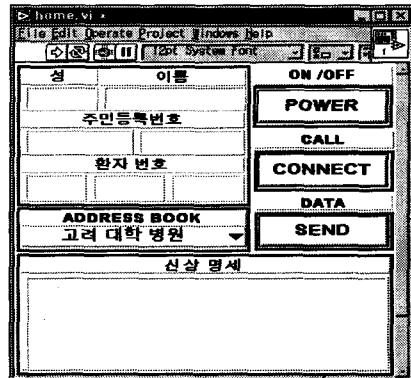 home.vi
File Edit Operate Project Windows Help
12pt System Font
성 이름
주민등록번호
환자 번호
ADDRESS BOOK
고려 대학 병원
ON /OFF
POWER
CALL
CONNECT
DATA
SEND
신상 명세